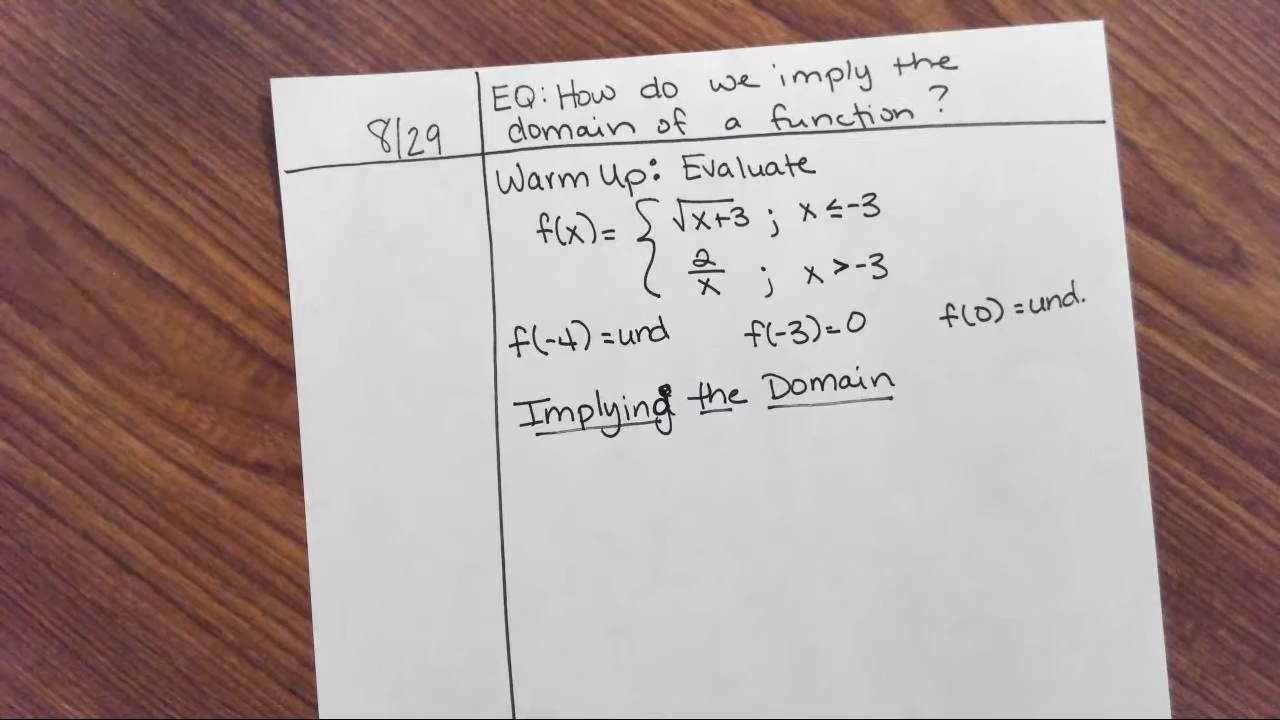 8/29
EQ: How do we imply the
domain of a function?
Warm Up: Evaluate
f(x) = { √x+3 ; x ≤ -3
2/x ; x > -3
f(-4) = und f(-3) = 0 f(0) = und.
Implying the Domain